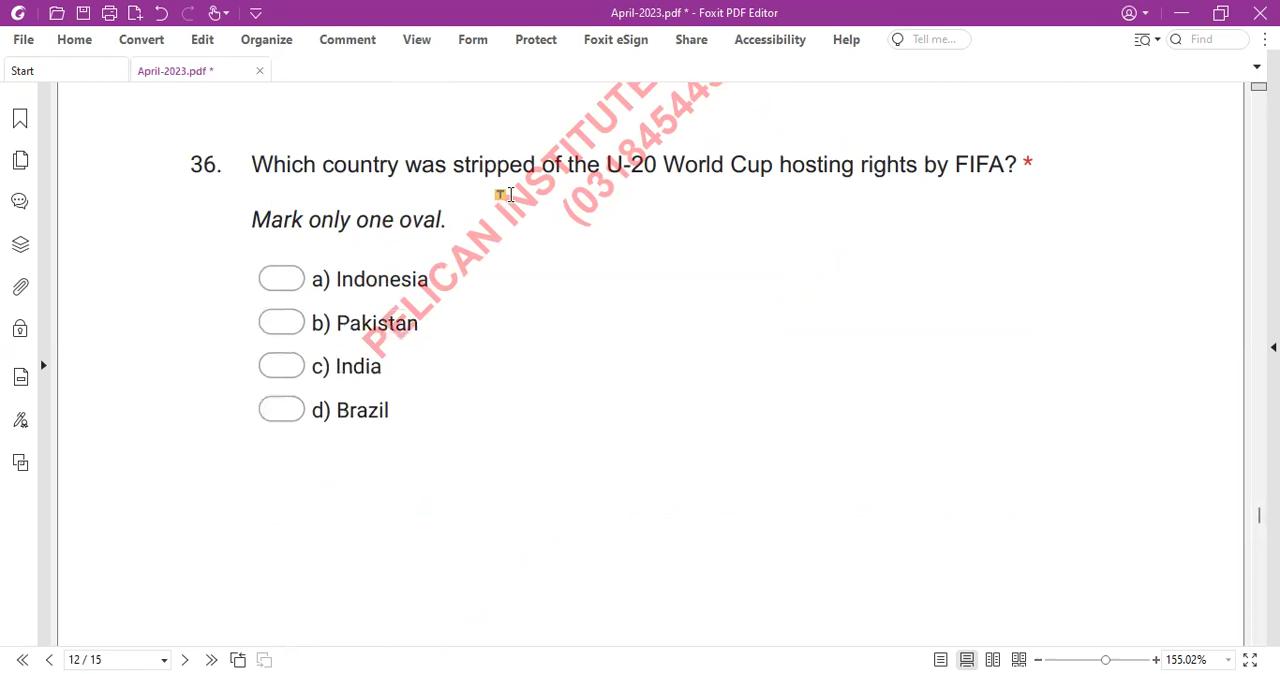 April-2023.pdf * - Foxit PDF Editor
File Home Convert Edit Organize Comment View Form Protect Foxit eSign Share Accessibility Help Tell me... Find
Start April-2023.pdf *
36. Which country was stripped of the U-20 World Cup hosting rights by FIFA? *
Mark only one oval.
a) Indonesia
b) Pakistan
c) India
d) Brazil
PELICAN INSTITUTE
12 / 15 155.02%